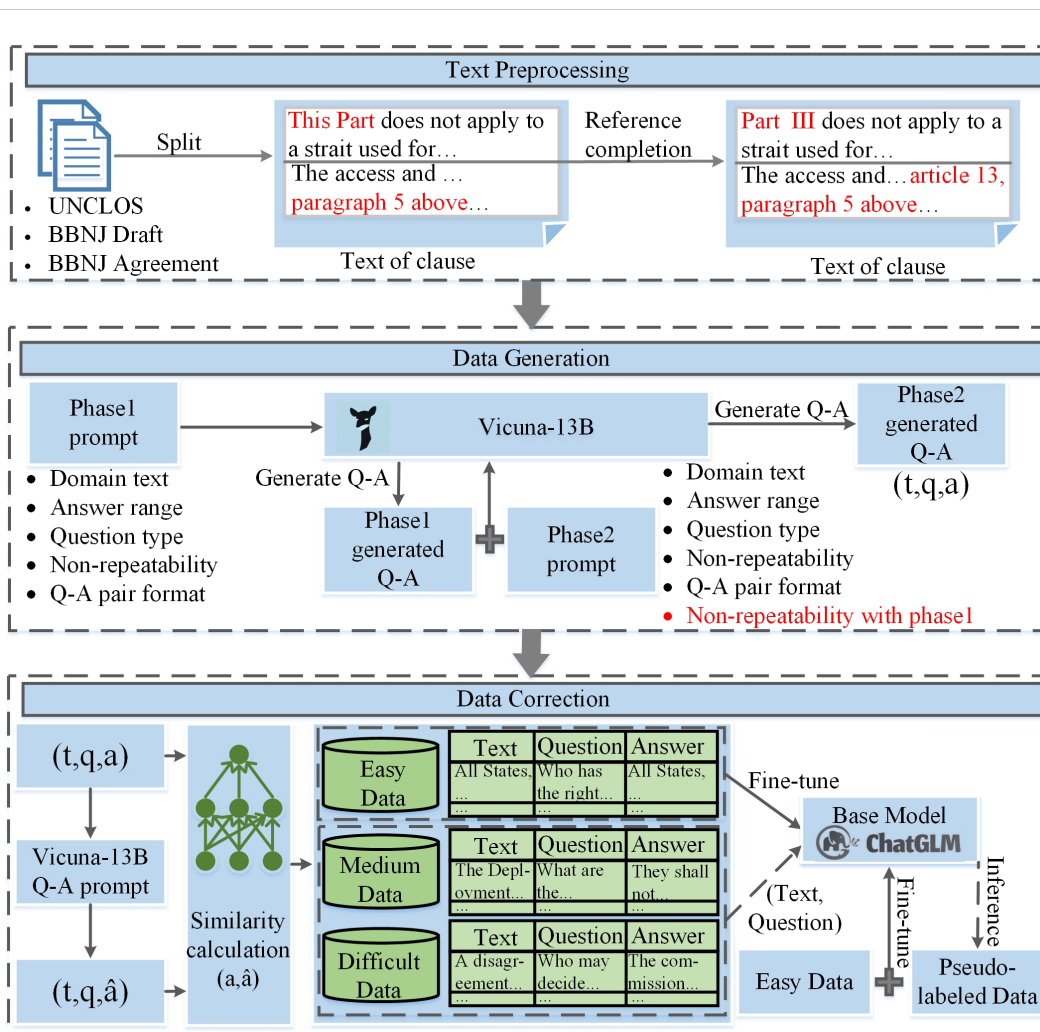 Text Preprocessing
Split
This Part does not apply to
a strait used for…
The access and …
paragraph 5 above…
Text of clause
Reference
completion
Part III does not apply to a
strait used for…
The access and… article 13,
paragraph 5 above…
Text of clause
• UNCLOS
• BBNJ Draft
• BBNJ Agreement
Data Generation
Phase1
prompt
• Domain text
• Answer range
• Question type
• Non-repeatability
• Q-A pair format
Vicuna-13B
Generate Q-A
Phase1
generated
Q-A
Phase2
prompt
Generate Q-A
Phase2
generated
Q-A
(t,q,a)
• Domain text
• Answer range
• Question type
• Non-repeatability
• Q-A pair format
• Non-repeatability with phase1
Data Correction
(t,q,a)
Vicuna-13B
Q-A prompt
(t,q,â)
Similarity
calculation
(a,â)
Easy
Data
Text Question Answer
All States, Who has All States,
… the right… …
… … …
Medium
Data
Text Question Answer
The Depl- What are They shall
oyment… the… not…
… … …
Difficult
Data
Text Question Answer
A disagr- Who may The com-
eement… decide… mission…
… … …
Fine-tune
(Text,
Question)
Base Model
ChatGLM
Fine-tune
Inference
Easy Data
Pseudo-
labeled Data